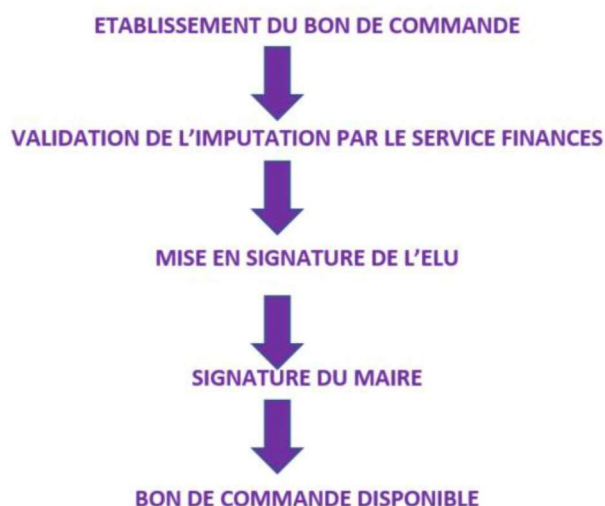 ETABLISSEMENT DU BON DE COMMANDE
VALIDATION DE L’IMPUTATION PAR LE SERVICE FINANCES
MISE EN SIGNATURE DE L’ELU
SIGNATURE DU MAIRE
BON DE COMMANDE DISPONIBLE